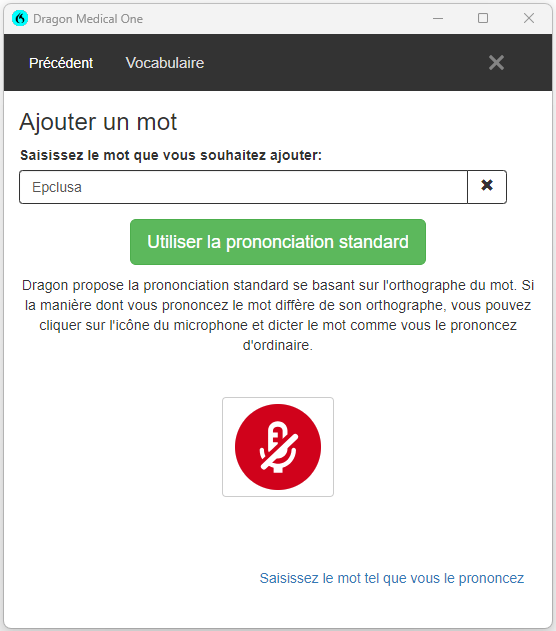 Dragon Medical One
Précédent Vocabulaire
Ajouter un mot
Saisissez le mot que vous souhaitez ajouter:
Epclusa
Utiliser la prononciation standard
Dragon propose la prononciation standard se basant sur l'orthographe du mot. Si
la manière dont vous prononcez le mot diffère de son orthographe, vous pouvez
cliquer sur l'icône du microphone et dicter le mot comme vous le prononcez
d'ordinaire.
Saisissez le mot tel que vous le prononcez